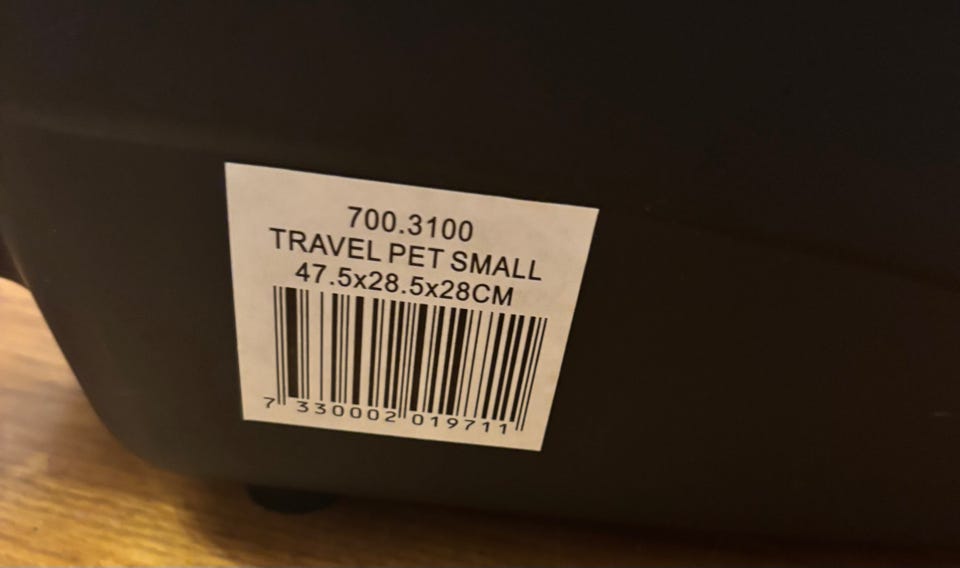 700.3100
TRAVEL PET SMALL
47.5x28.5x28CM
7 330002 019711